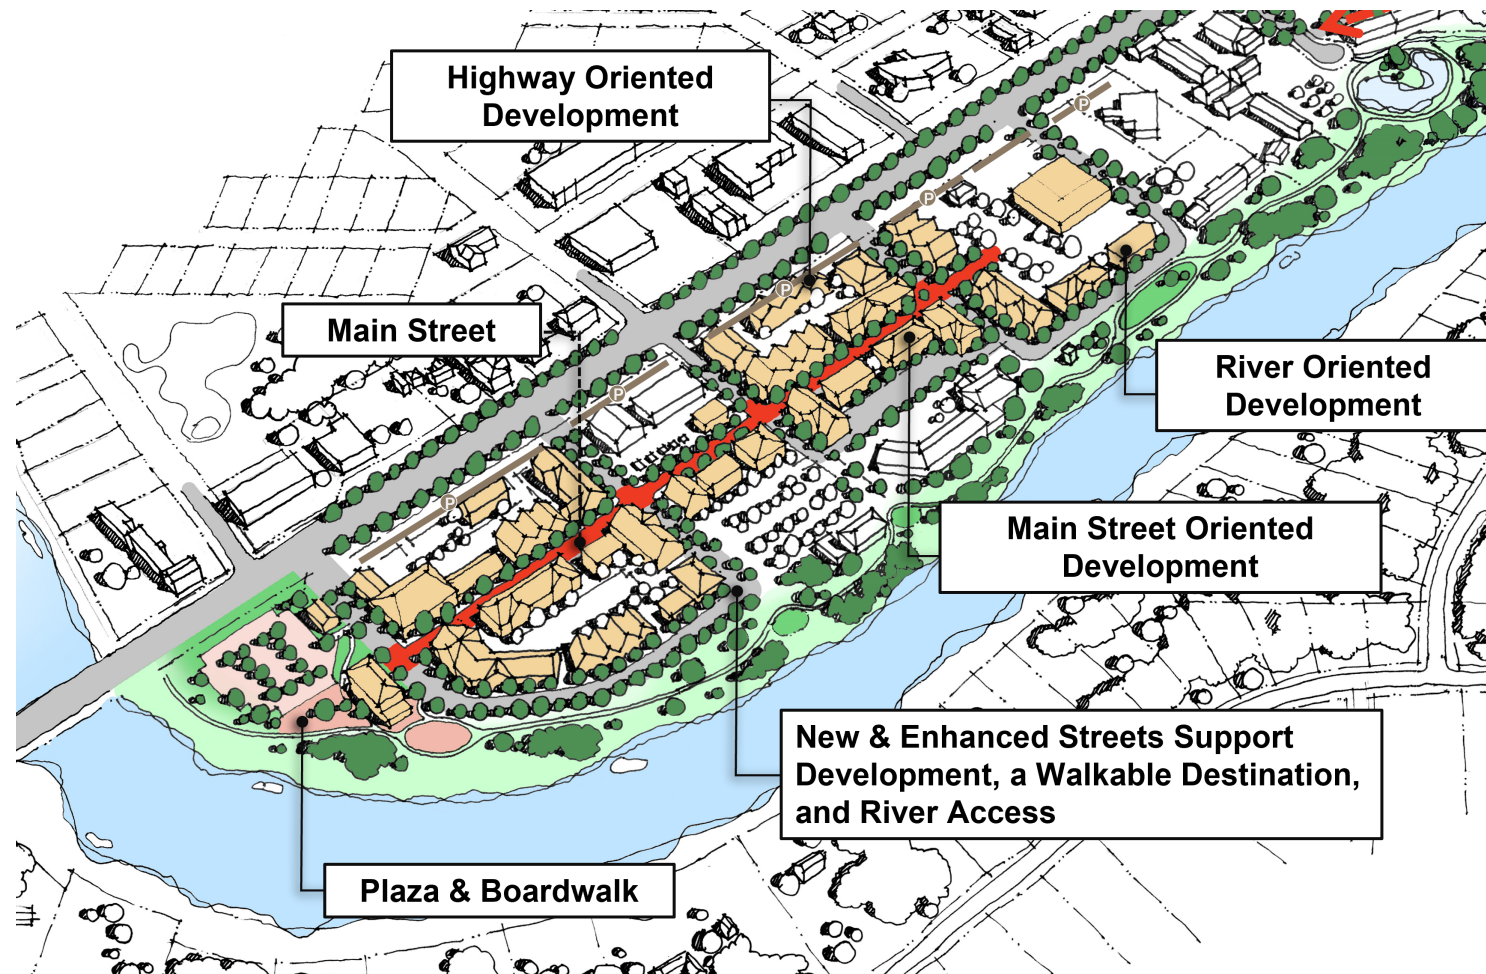 Highway Oriented
Development
P
P
P
Main Street
River Oriented
Development
P
P
Main Street Oriented
Development
New & Enhanced Streets Support
Development, a Walkable Destination,
and River Access
Plaza & Boardwalk